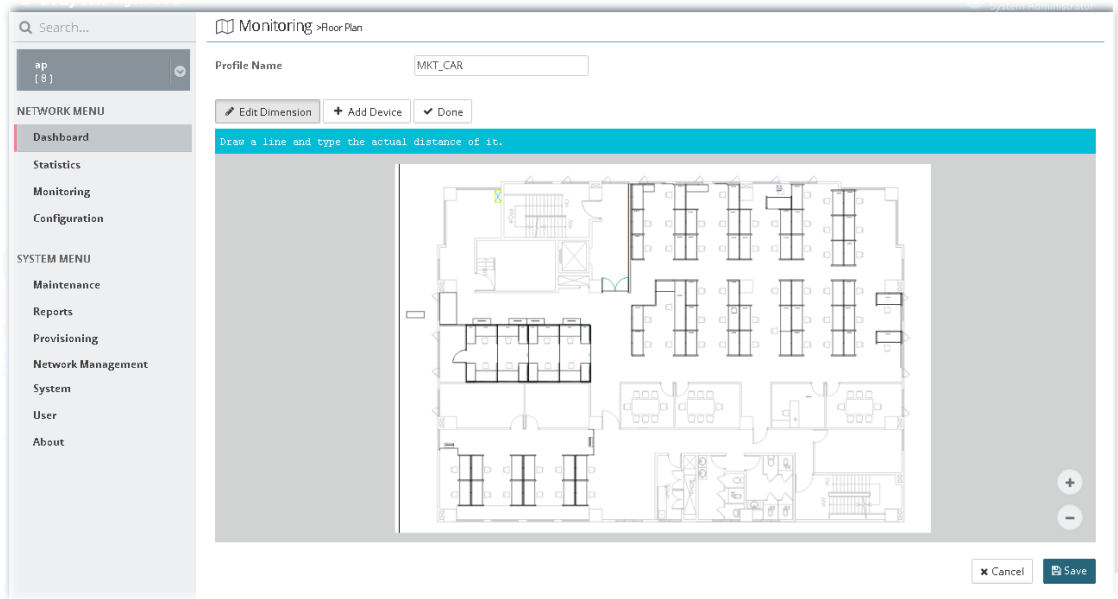 System Administrator
Search...
Monitoring >Floor Plan
ap
[ 8 ]
Profile Name
MKT_CAR
NETWORK MENU
Dashboard
Statistics
Monitoring
Configuration
SYSTEM MENU
Maintenance
Reports
Provisioning
Network Management
System
User
About
Edit Dimension
Add Device
Done
Draw a line and type the actual distance of it.
Cancel
Save